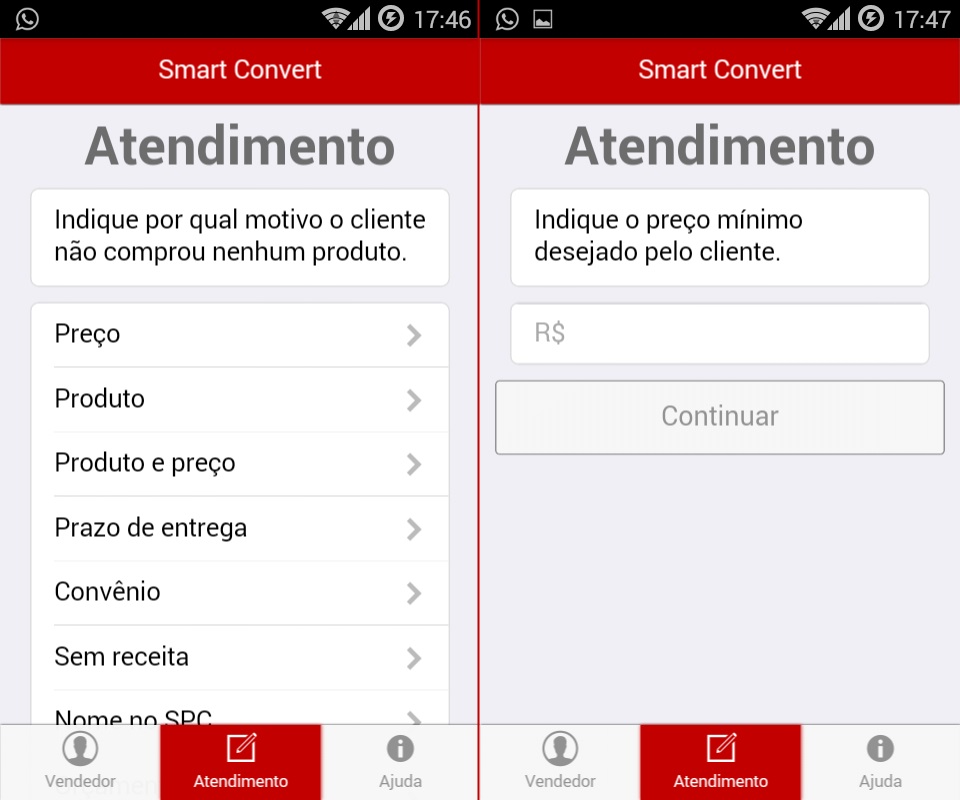 17:46
Smart Convert
Atendimento
Indique por qual motivo o cliente
não comprou nenhum produto.
Preço
Produto
Produto e preço
Prazo de entrega
Convênio
Sem receita
Nome no SPC
Vendedor
Atendimento
Ajuda
17:47
Smart Convert
Atendimento
Indique o preço mínimo
desejado pelo cliente.
R$
Continuar
Vendedor
Atendimento
Ajuda